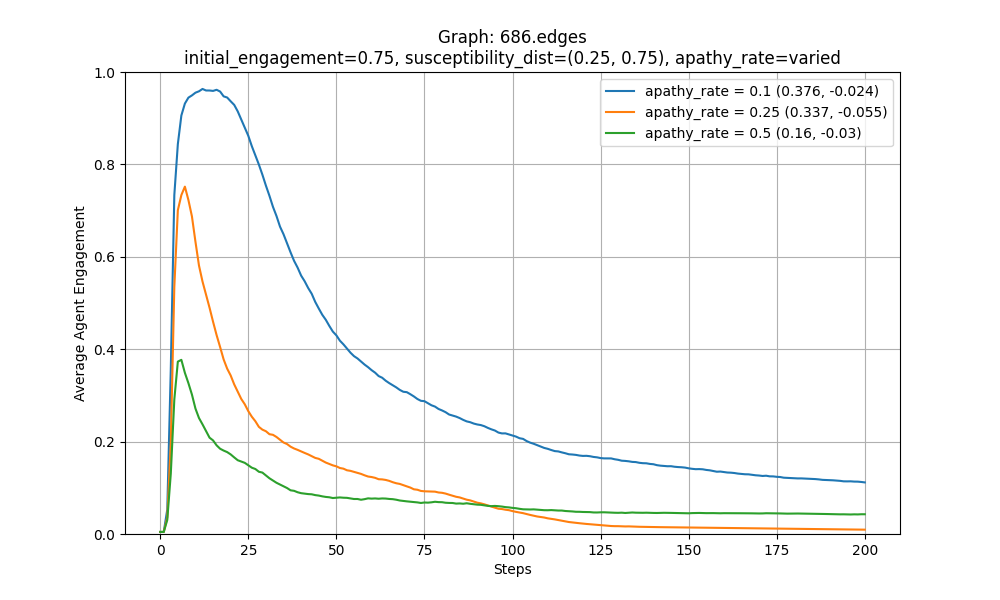 Graph: 686.edges
initial_engagement=0.75, susceptibility_dist=(0.25, 0.75), apathy_rate=varied
apathy_rate = 0.1 (0.376, -0.024)
apathy_rate = 0.25 (0.337, -0.055)
apathy_rate = 0.5 (0.16, -0.03)
Average Agent Engagement
1.0
0.8
0.6
0.4
0.2
0.0
0 25 50 75 100 125 150 175 200
Steps